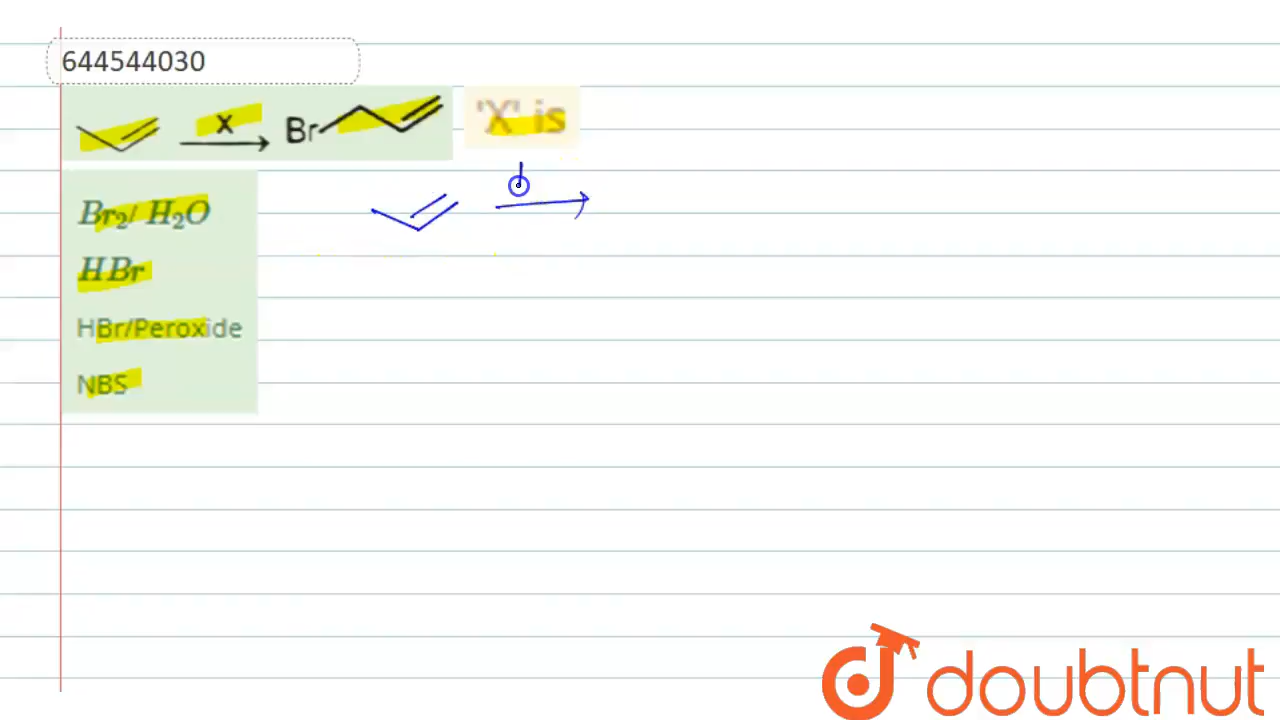 644544030
X
Br
'X' is
Br₂/ H₂O
HBr
HBr/Peroxide
NBS
doubtnut